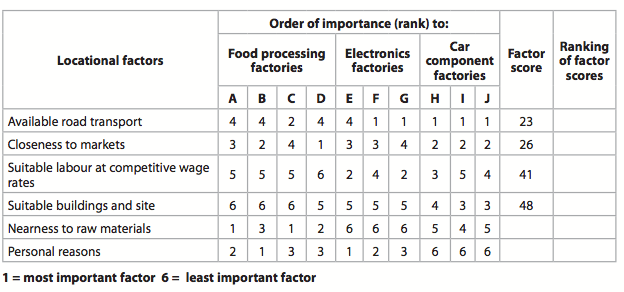 Order of importance (rank) to:
Locational factors
Food processing factories
Electronics factories
Car component factories
Factor score
Ranking of factor scores
A B C D E F G H I J
Available road transport 4 4 2 4 4 1 1 1 1 1 23
Closeness to markets 3 2 4 1 3 3 4 2 2 2 26
Suitable labour at competitive wage rates 5 5 5 6 2 4 2 3 5 4 41
Suitable buildings and site 6 6 6 5 5 5 5 4 3 3 48
Nearness to raw materials 1 3 1 2 6 6 6 5 4 5
Personal reasons 2 1 3 3 1 2 3 6 6 6
1 = most important factor 6 = least important factor